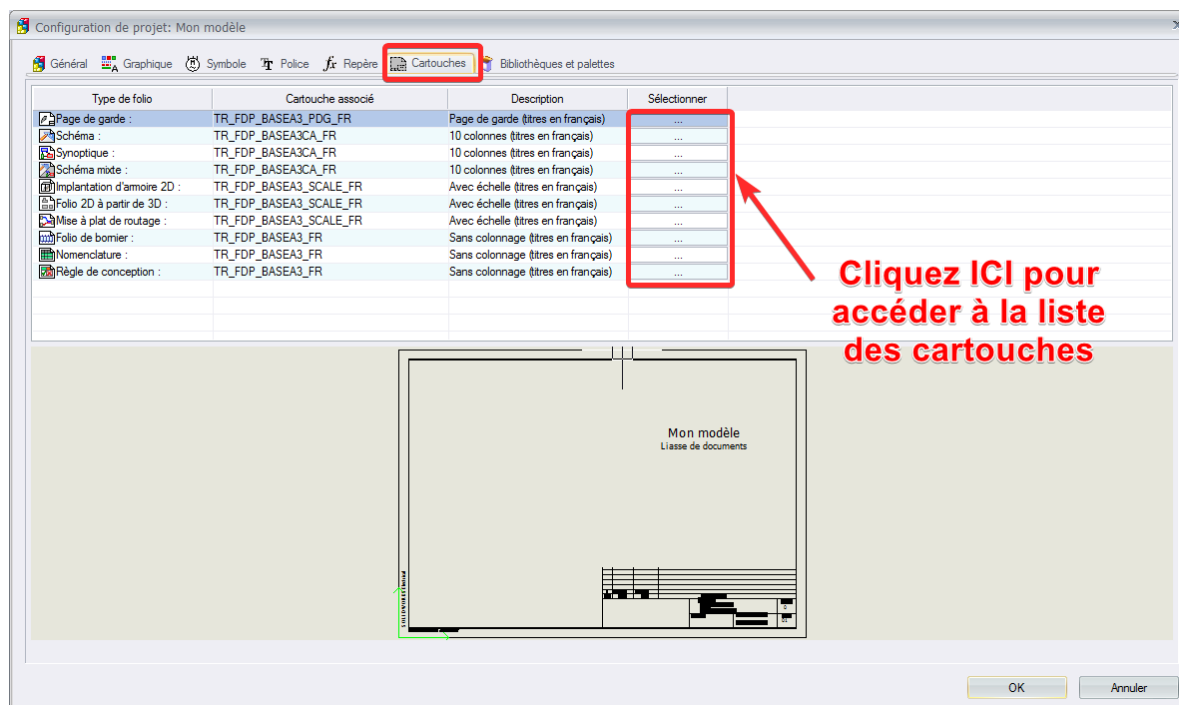 Configuration de projet: Mon modèle
Général Graphique Symbole Police Repère Cartouches Bibliothèques et palettes
Type de folio Cartouche associé Description Sélectionner
Page de garde : TR_FDP_BASEA3_PDG_FR Page de garde (titres en français) ...
Schéma : TR_FDP_BASEA3CA_FR 10 colonnes (titres en français) ...
Synoptique : TR_FDP_BASEA3CA_FR 10 colonnes (titres en français) ...
Schéma mixte : TR_FDP_BASEA3CA_FR 10 colonnes (titres en français) ...
Implantation d'armoire 2D : TR_FDP_BASEA3_SCALE_FR Avec échelle (titres en français) ...
Folio 2D à partir de 3D : TR_FDP_BASEA3_SCALE_FR Avec échelle (titres en français) ...
Mise à plat de routage : TR_FDP_BASEA3_SCALE_FR Avec échelle (titres en français) ...
Folio de bornier : TR_FDP_BASEA3_FR Sans colonnage (titres en français) ...
Nomenclature : TR_FDP_BASEA3_FR Sans colonnage (titres en français) ...
Règle de conception : TR_FDP_BASEA3_FR Sans colonnage (titres en français) ...
Cliquez ICI pour
accéder à la liste
des cartouches
Mon modèle
Liasse de documents
OK Annuler